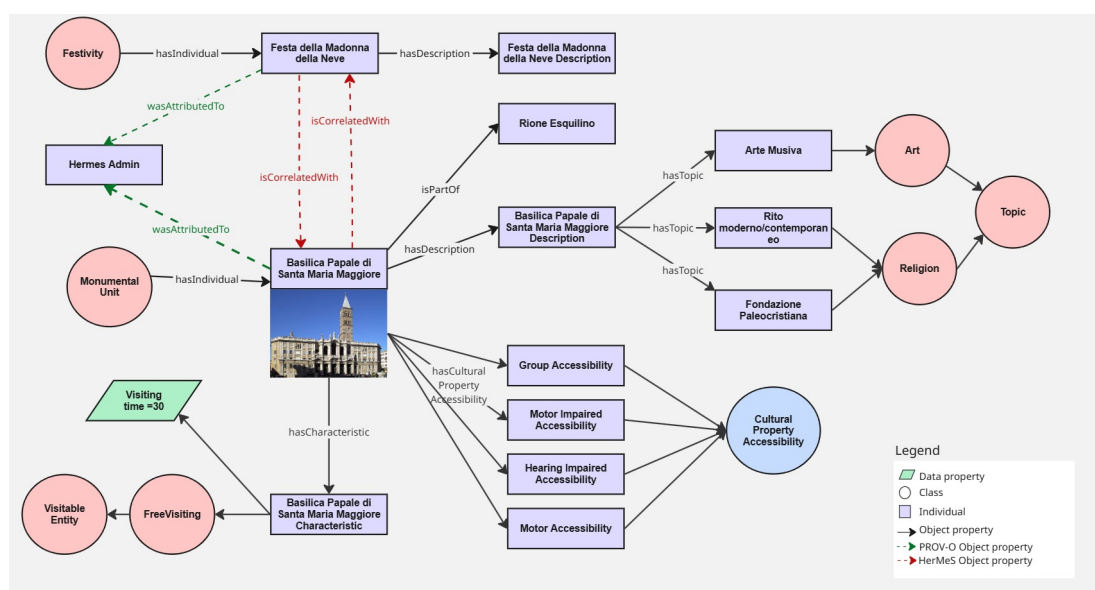 Festivity
hasIndividual
Festa della Madonna
della Neve
hasDescription
Festa della Madonna
della Neve Description
wasAttributedTo
isCorrelatedWith
Rione Esquilino
Hermes Admin
Arte Musiva
Art
hasTopic
isCorrelatedWith
isPartOf
Topic
wasAttributedTo
Basilica Papale di
Santa Maria Maggiore
Description
hasTopic
Rito
moderno/contemporan
eo
hasDescription
Basilica Papale di
Santa Maria Maggiore
hasTopic
Religion
Monumental
Unit
hasIndividual
Fondazione
Paleocristiana
Group Accessibility
hasCultural
Property
Accessibility
Visiting
time =30
Motor Impaired
Accessibility
Cultural
Property
Accessibility
hasCharacteristic
Hearing Impaired
Accessibility
Visitable
Entity
FreeVisiting
Basilica Papale di
Santa Maria Maggiore
Characteristic
Motor Accessibility
Legend
Data property
Class
Individual
Object property
PROV-O Object property
HerMeS Object property